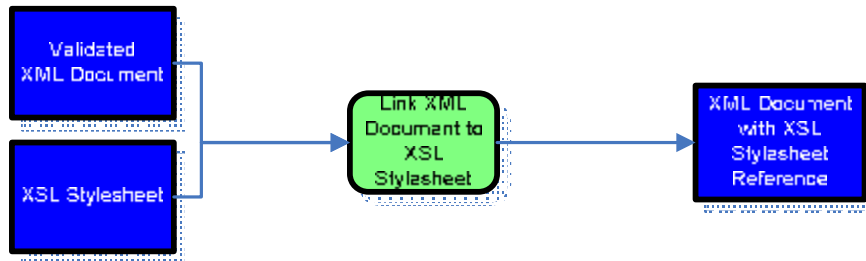 Validated
XML Document
XSL Stylesheet
Link XML
Document to
XSL
Stylesheet
XML Document
with XSL
Stylesheet
Reference